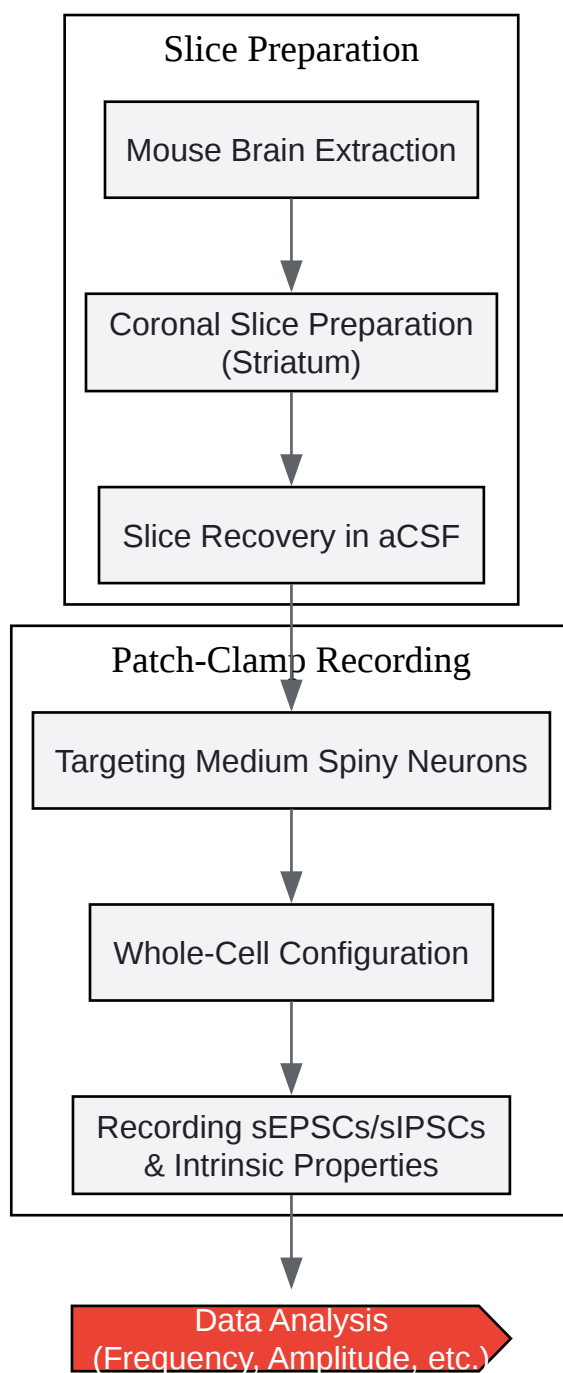 Slice Preparation
Mouse Brain Extraction
Coronal Slice Preparation
(Striatum)
Slice Recovery in aCSF
Patch-Clamp Recording
Targeting Medium Spiny Neurons
Whole-Cell Configuration
Recording sEPSCs/sIPSCs
& Intrinsic Properties
Data Analysis
(Frequency, Amplitude, etc.)